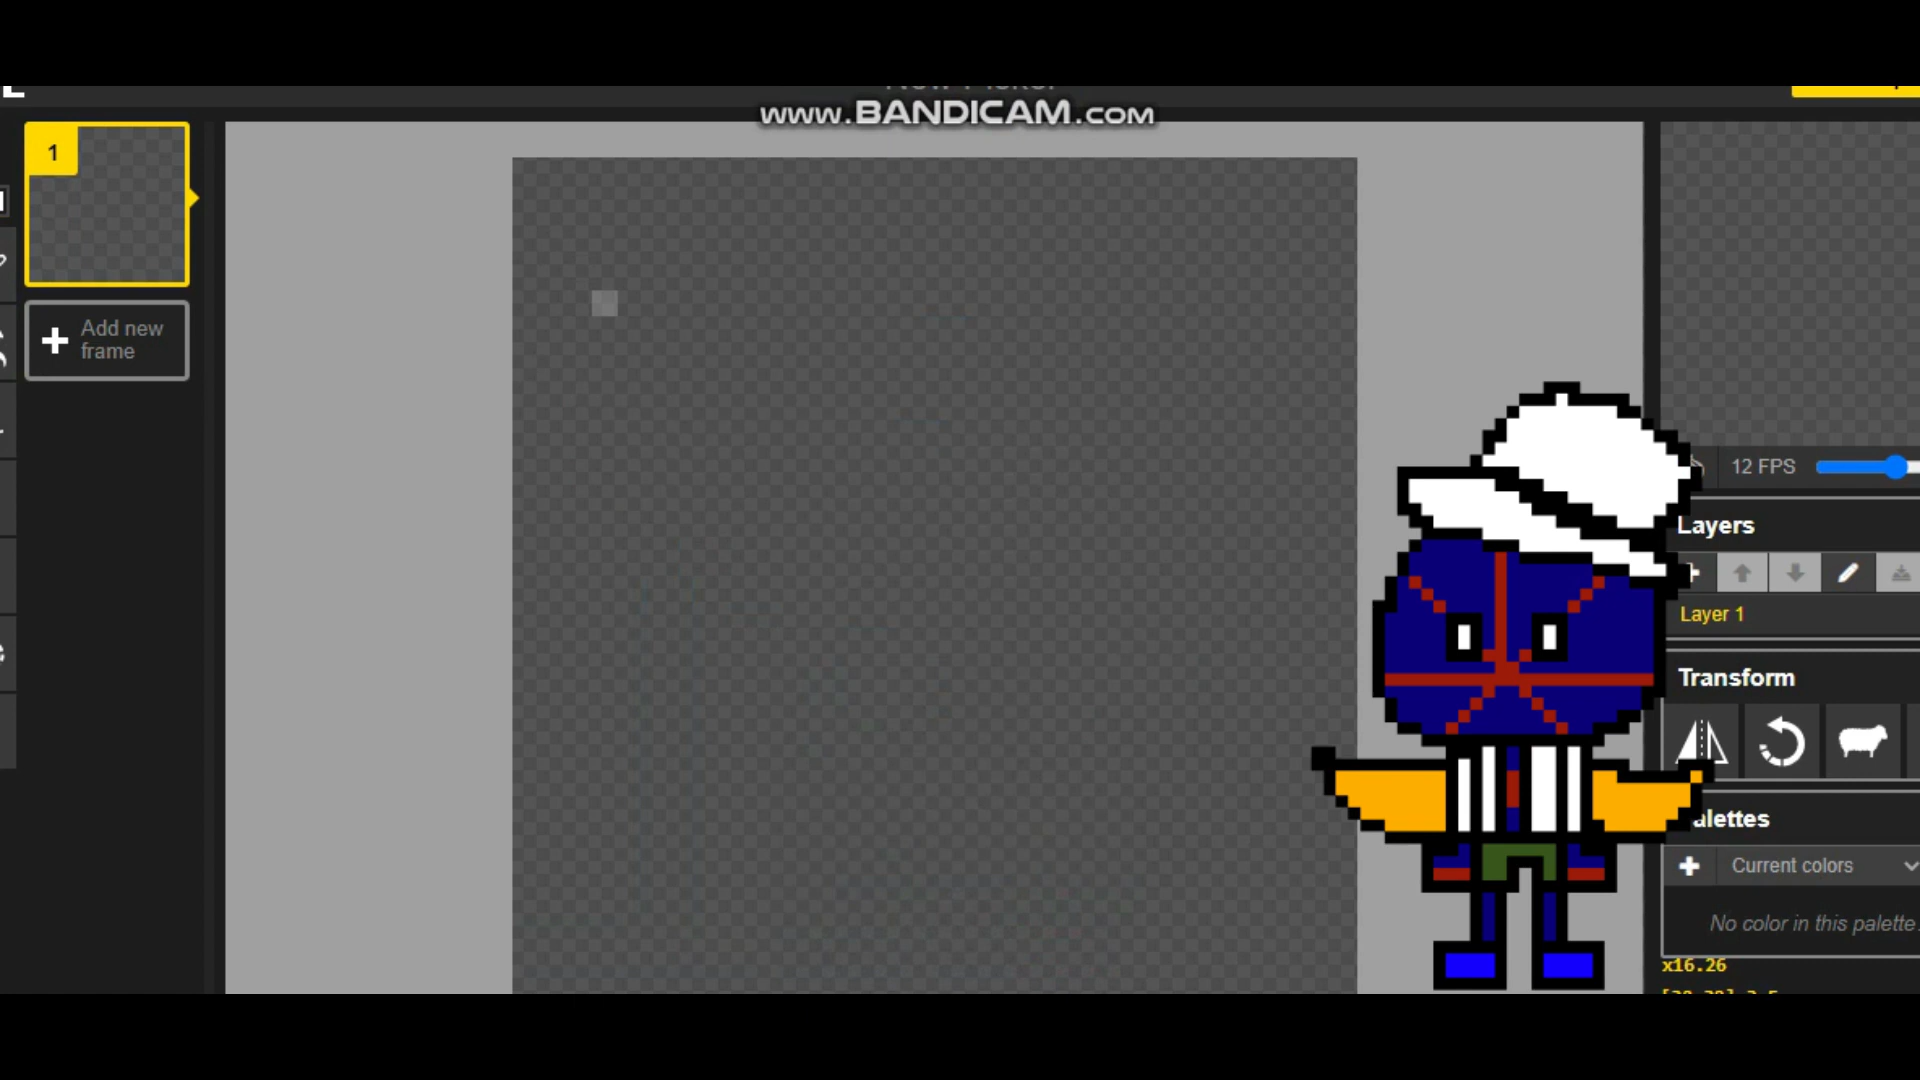 www.BANDICAM.com
1
Add new
frame
12 FPS
Layers
Layer 1
Transform
alettes
Current colors
No color in this palette
x16.26